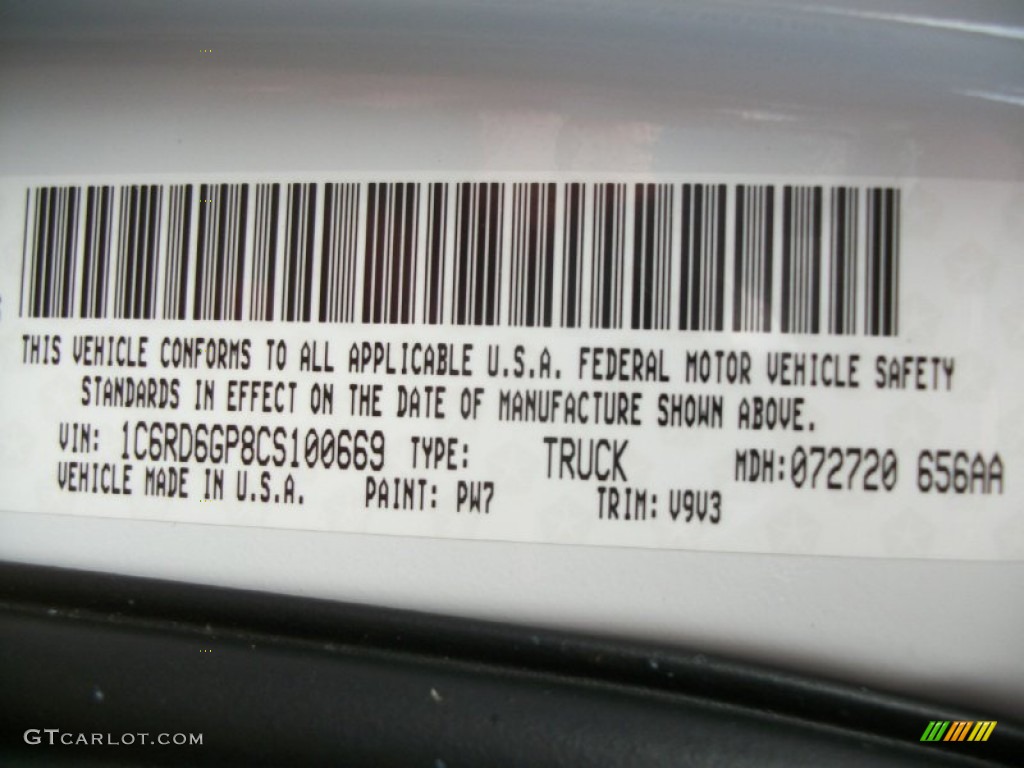 THIS VEHICLE CONFORMS TO ALL APPLICABLE U.S.A. FEDERAL MOTOR VEHICLE SAFETY
STANDARDS IN EFFECT ON THE DATE OF MANUFACTURE SHOWN ABOVE.
VIN: 1C6RD6GP8CS100669 TYPE: TRUCK MDH:072720 656AA
VEHICLE MADE IN U.S.A. PAINT: PW7 TRIM: V9V3
GTCARLOT.COM